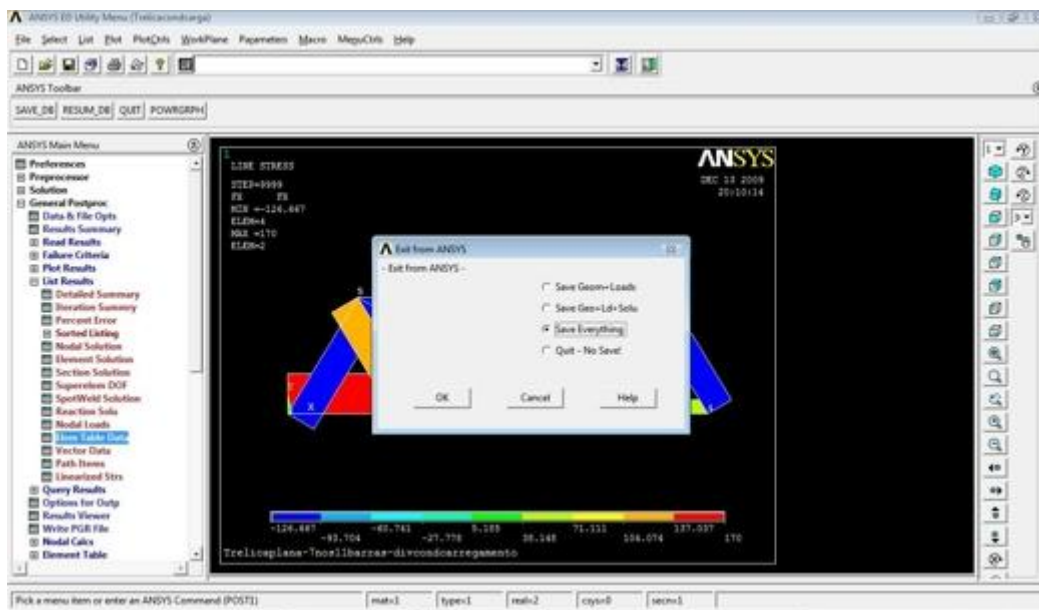 ANSYS ED Utility Menu (Trelicacondcarga)
File Select List Plot PlotCtrls WorkPlane Parameters Macro MenuCtrls Help
ANSYS Toolbar
SAVE_DB RESUM_DB QUIT POWRGRPH
ANSYS Main Menu
Preferences
Preprocessor
Solution
General Postproc
Data & File Opts
Results Summary
Read Results
Failure Criteria
Plot Results
List Results
Detailed Summary
Iteration Summry
Percent Error
Sorted Listing
Nodal Solution
Element Solution
Section Solution
Superelem DOF
SpotWeld Solution
Reaction Solu
Nodal Loads
Elem Table Data
Vector Data
Path Items
Linearized Strs
Query Results
Options for Outp
Results Viewer
Write PGR File
Nodal Calcs
Element Table
1
LINE STRESS
STEP=9999
FX FX
MIN =-126.667
ELEM=4
MAX =170
ELEM=2
ANSYS
DEC 13 2009
20:10:14
X
Exit from ANSYS
- Exit from ANSYS -
Save Geom+Loads
Save Geo+Ld+Solu
Save Everything
Quit - No Save!
OK Cancel Help
-126.667 -60.741 5.185 71.111 137.037
-93.704 -27.778 38.148 104.074 170
Trelicaplana-7nos11barras-divcondcarregamento
1
3
Pick a menu item or enter an ANSYS Command (POST1) mat=1 type=1 real=2 csys=0 secn=1